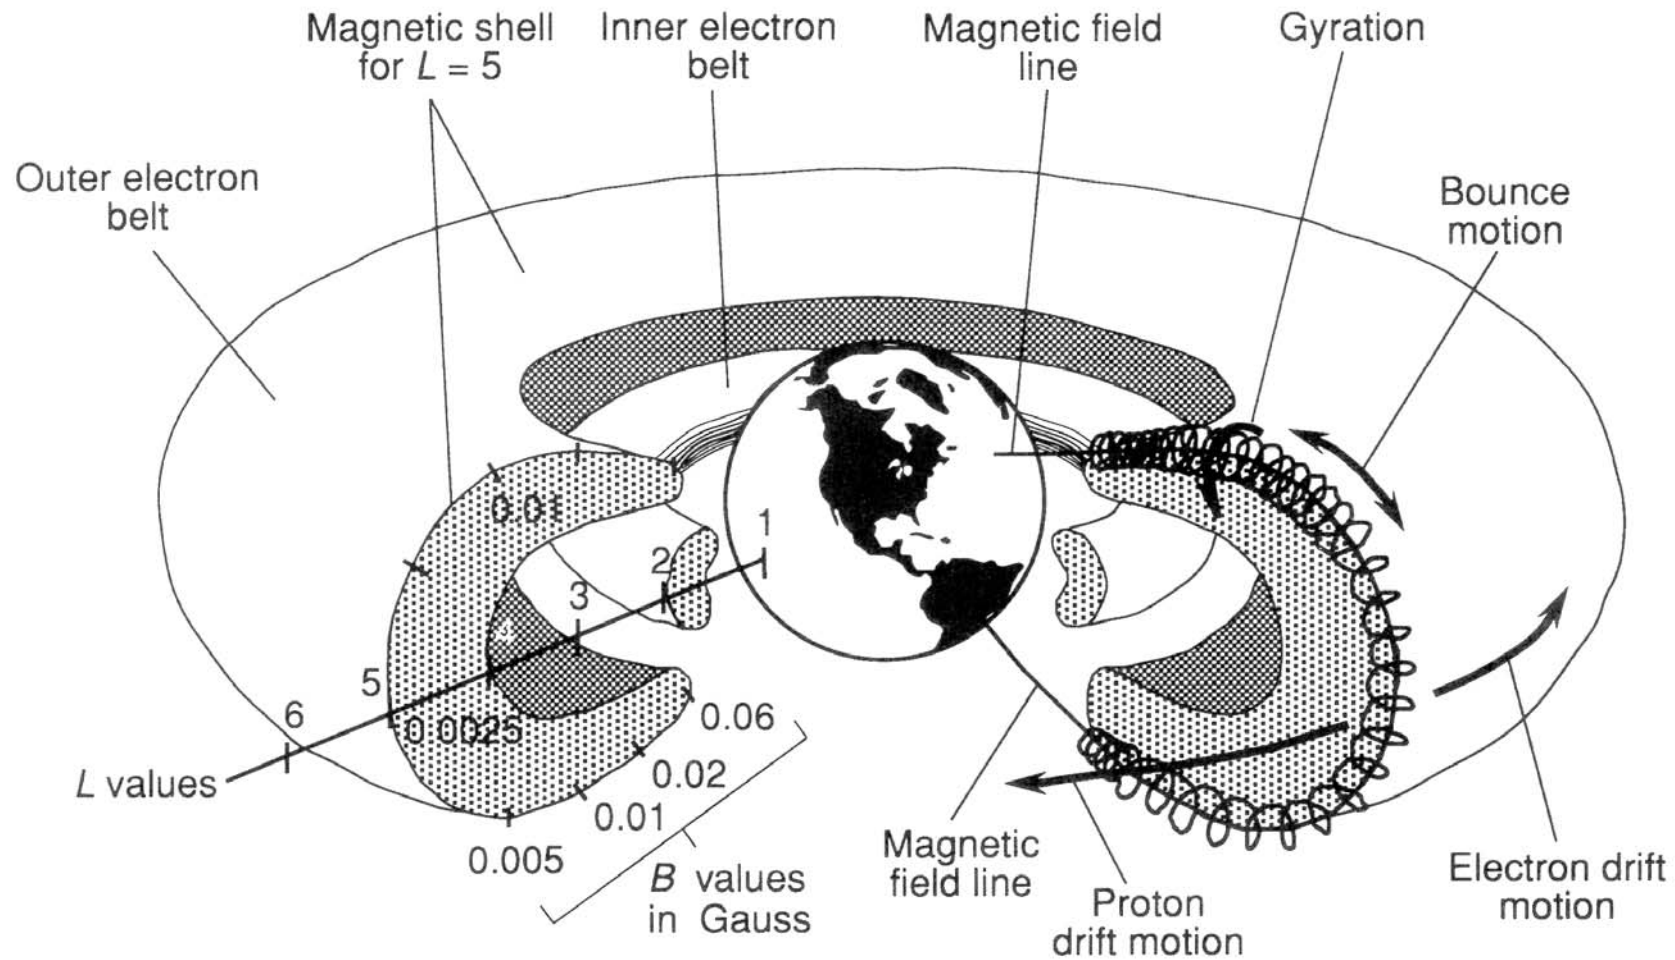 Magnetic shell
for L = 5
Inner electron
belt
Magnetic field
line
Gyration
Outer electron
belt
Bounce
motion
0.01
1
2
3
4
5
6
0.0025
L values
0.06
0.02
0.01
0.005
B values
in Gauss
Magnetic
field line
Proton
drift motion
Electron drift
motion